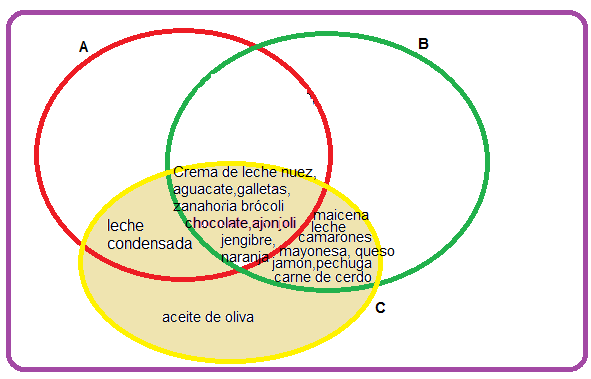 A
B
Crema de leche nuez,
aguacate,galletas,
zanahoria brócoli
chocolate,ajonjoli
jengibre,
naranja
leche
condensada
maicena
leche
camarones
mayonesa, queso
jamón,pechuga
carne de cerdo
C
aceite de oliva